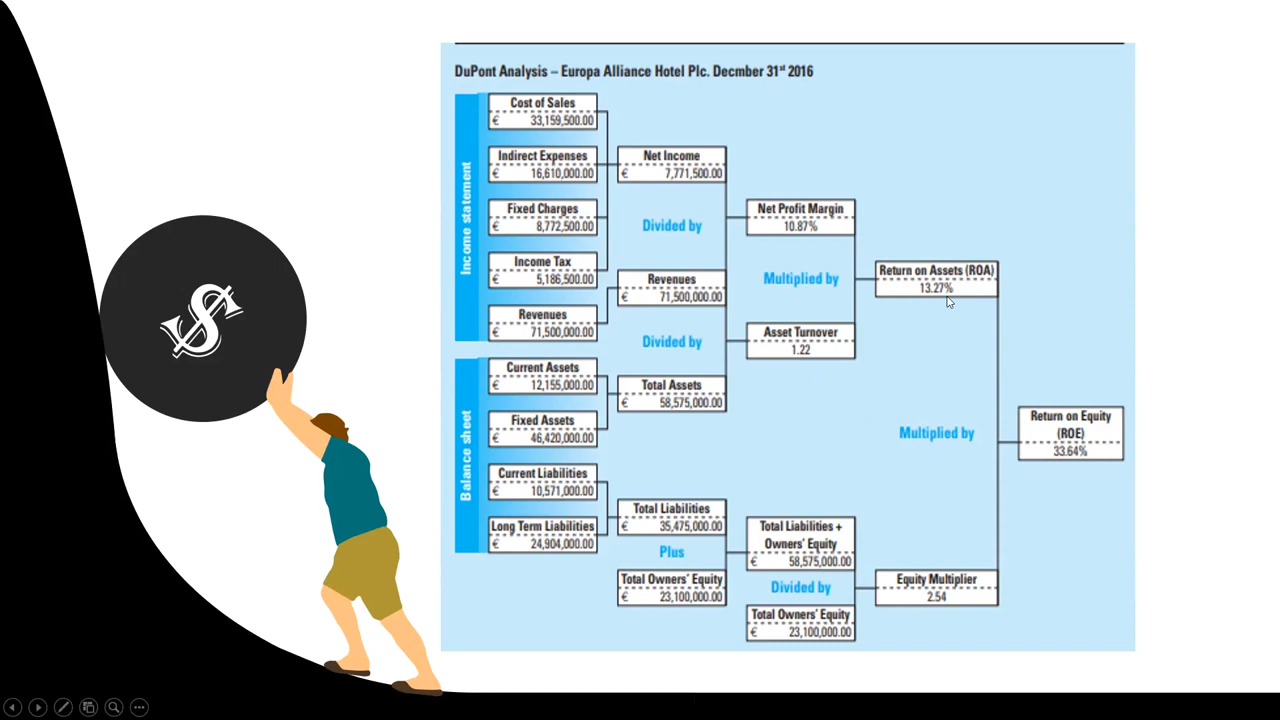 DuPont Analysis – Europa Alliance Hotel Plc. Decmber 31st 2016
Income statement
Cost of Sales
€ 33,159,500.00
Indirect Expenses
€ 16,610,000.00
Fixed Charges
€ 8,772,500.00
Income Tax
€ 5,186,500.00
Revenues
€ 71,500,000.00
Balance sheet
Current Assets
€ 12,155,000.00
Fixed Assets
€ 46,420,000.00
Current Liabilities
€ 10,571,000.00
Long Term Liabilities
€ 24,904,000.00
Net Income
€ 7,771,500.00
Divided by
Revenues
€ 71,500,000.00
Divided by
Total Assets
€ 58,575,000.00
Total Liabilities
€ 35,475,000.00
Plus
Total Owners' Equity
€ 23,100,000.00
Net Profit Margin
10.87%
Multiplied by
Asset Turnover
1.22
Total Liabilities +
Owners' Equity
€ 58,575,000.00
Divided by
Total Owners' Equity
€ 23,100,000.00
Return on Assets (ROA)
13.27%
Multiplied by
Equity Multiplier
2.54
Return on Equity
(ROE)
33.64%
$